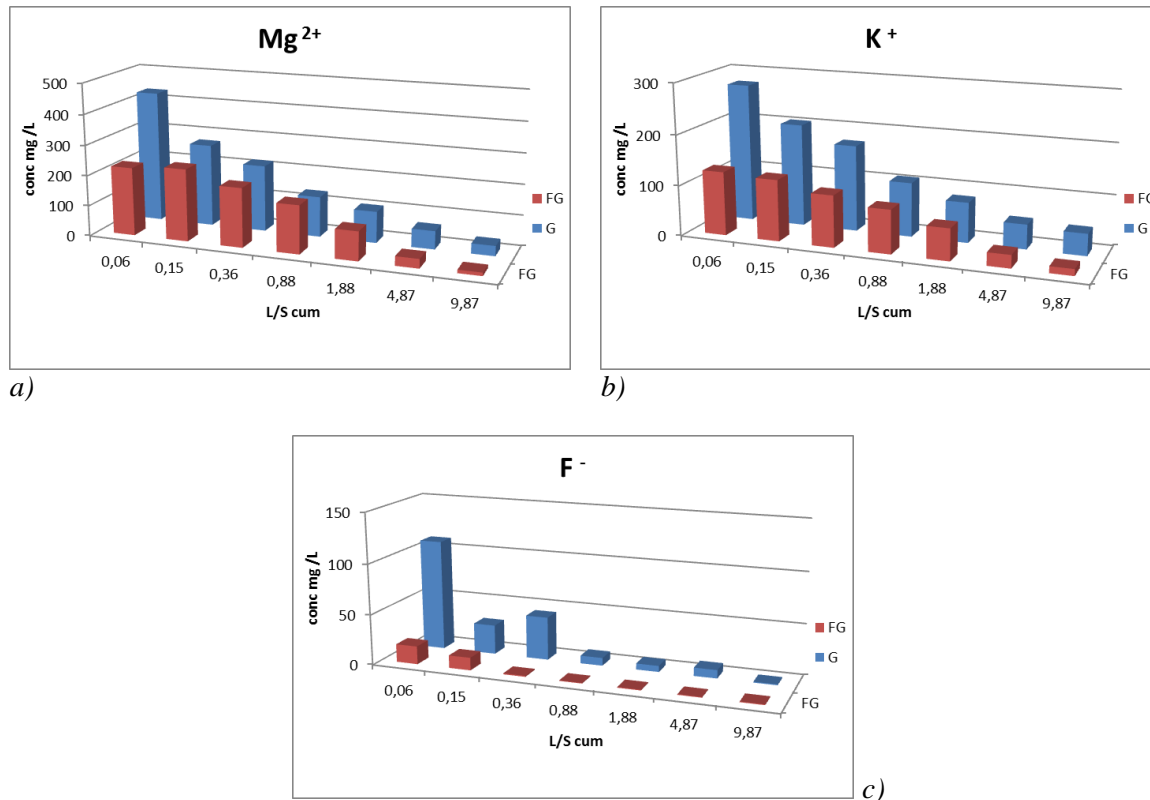 Mg 2+
500
400
300
200
100
0
conc mg /L
0,06
0,15
0,36
0,88
1,88
4,87
9,87
L/S cum
FG
FG
G
a)
K +
300
200
100
0
0,06
0,15
0,36
0,88
1,88
4,87
9,87
L/S cum
FG
FG
G
b)
F -
150
100
50
0
conc mg /L
0,06
0,15
0,36
0,88
1,88
4,87
9,87
L/S cum
FG
FG
G
c)
conc mg /L